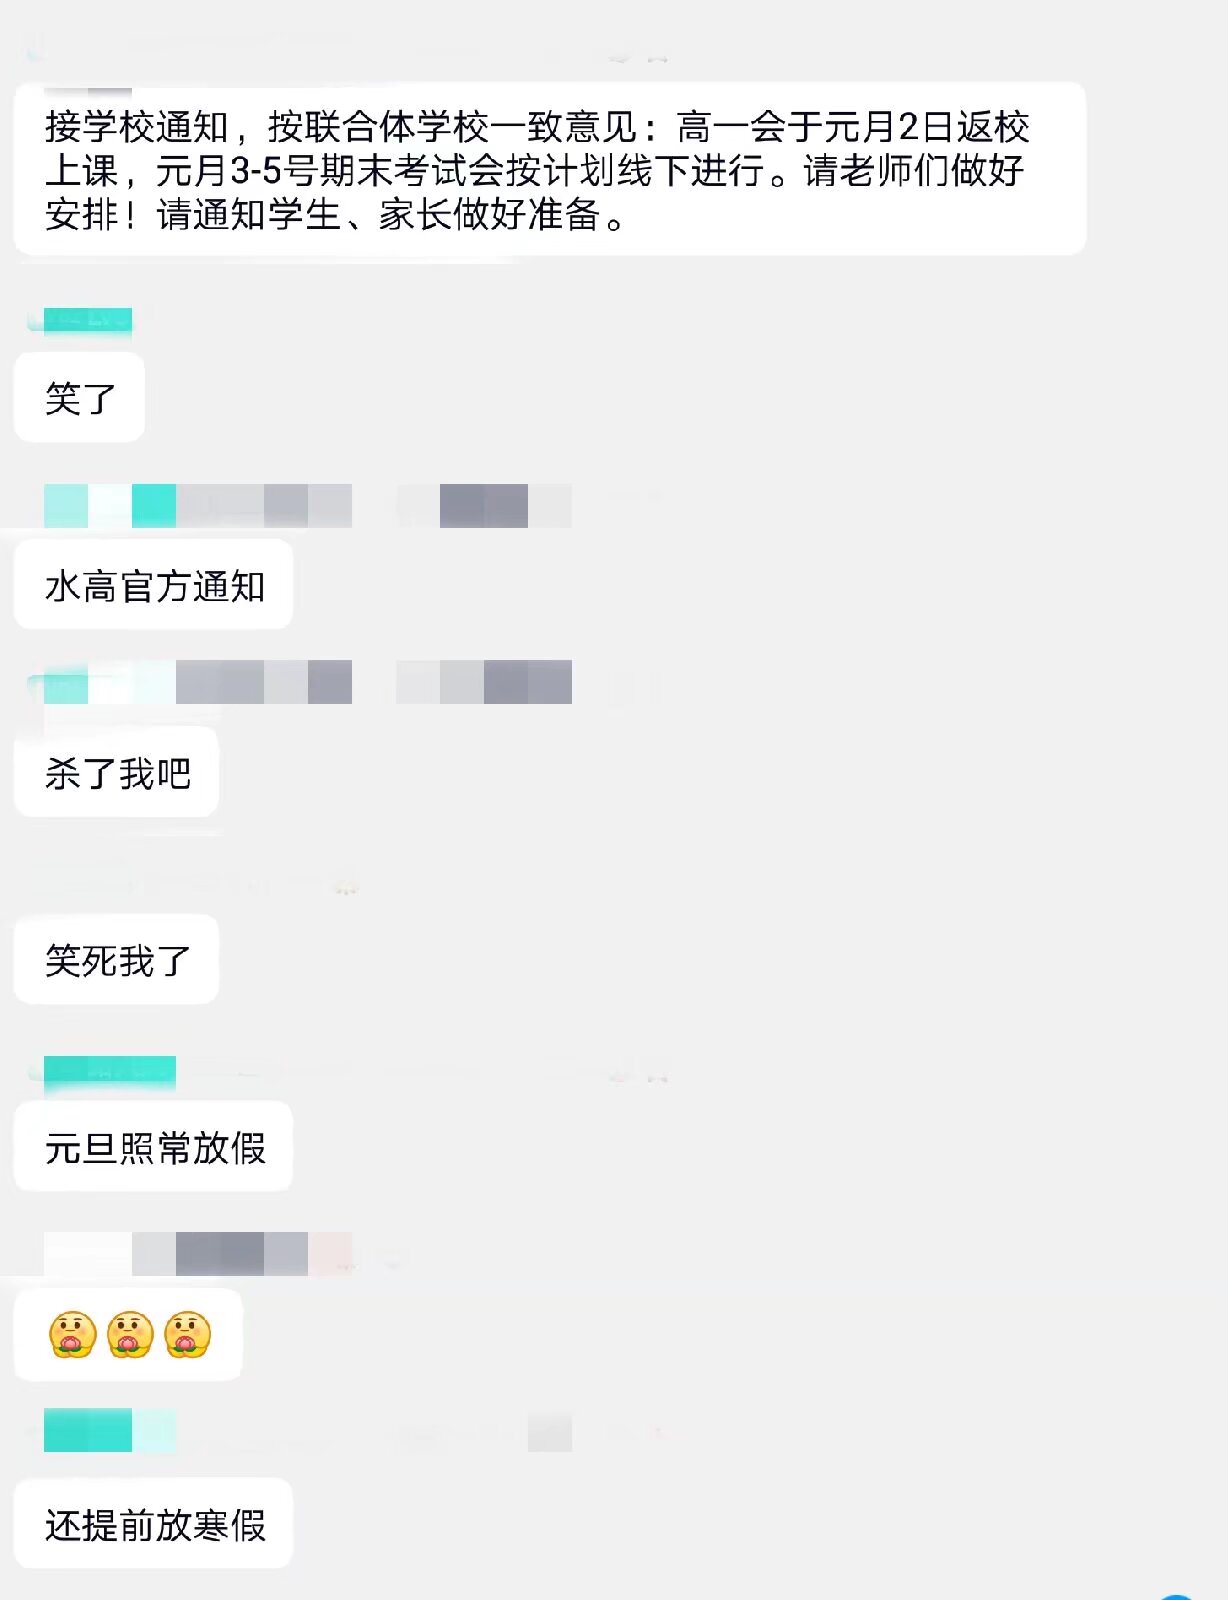 接学校通知，按联合体学校一致意见：高一会于元月2日返校
上课，元月3-5号期末考试会按计划线下进行。请老师们做好
安排！请通知学生、家长做好准备。
笑了
水高官方通知
杀了我吧
笑死我了
元旦照常放假
还提前放寒假